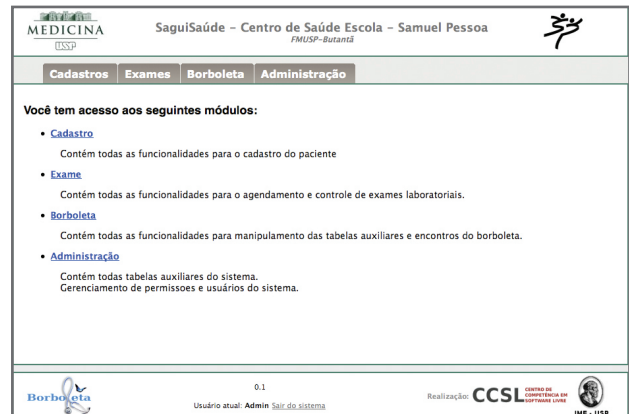 MEDICINA
USP
SaguiSaúde - Centro de Saúde Escola - Samuel Pessoa
FMUSP-Butantã
Cadastros Exames Borboleta Administração
Você tem acesso aos seguintes módulos:
• Cadastro
Contém todas as funcionalidades para o cadastro do paciente
• Exame
Contém todas as funcionalidades para o agendamento e controle de exames laboratoriais.
• Borboleta
Contém todas as funcionalidades para manipulamento das tabelas auxiliares e encontros do borboleta.
• Administração
Contém todas tabelas auxiliares do sistema.
Gerenciamento de permissoes e usuários do sistema.
Borboleta
0.1
Usuário atual: Admin Sair do sistema
Realização: CCSL CENTRO DE
COMPETÊNCIA EM
SOFTWARE LIVRE
IME - USP